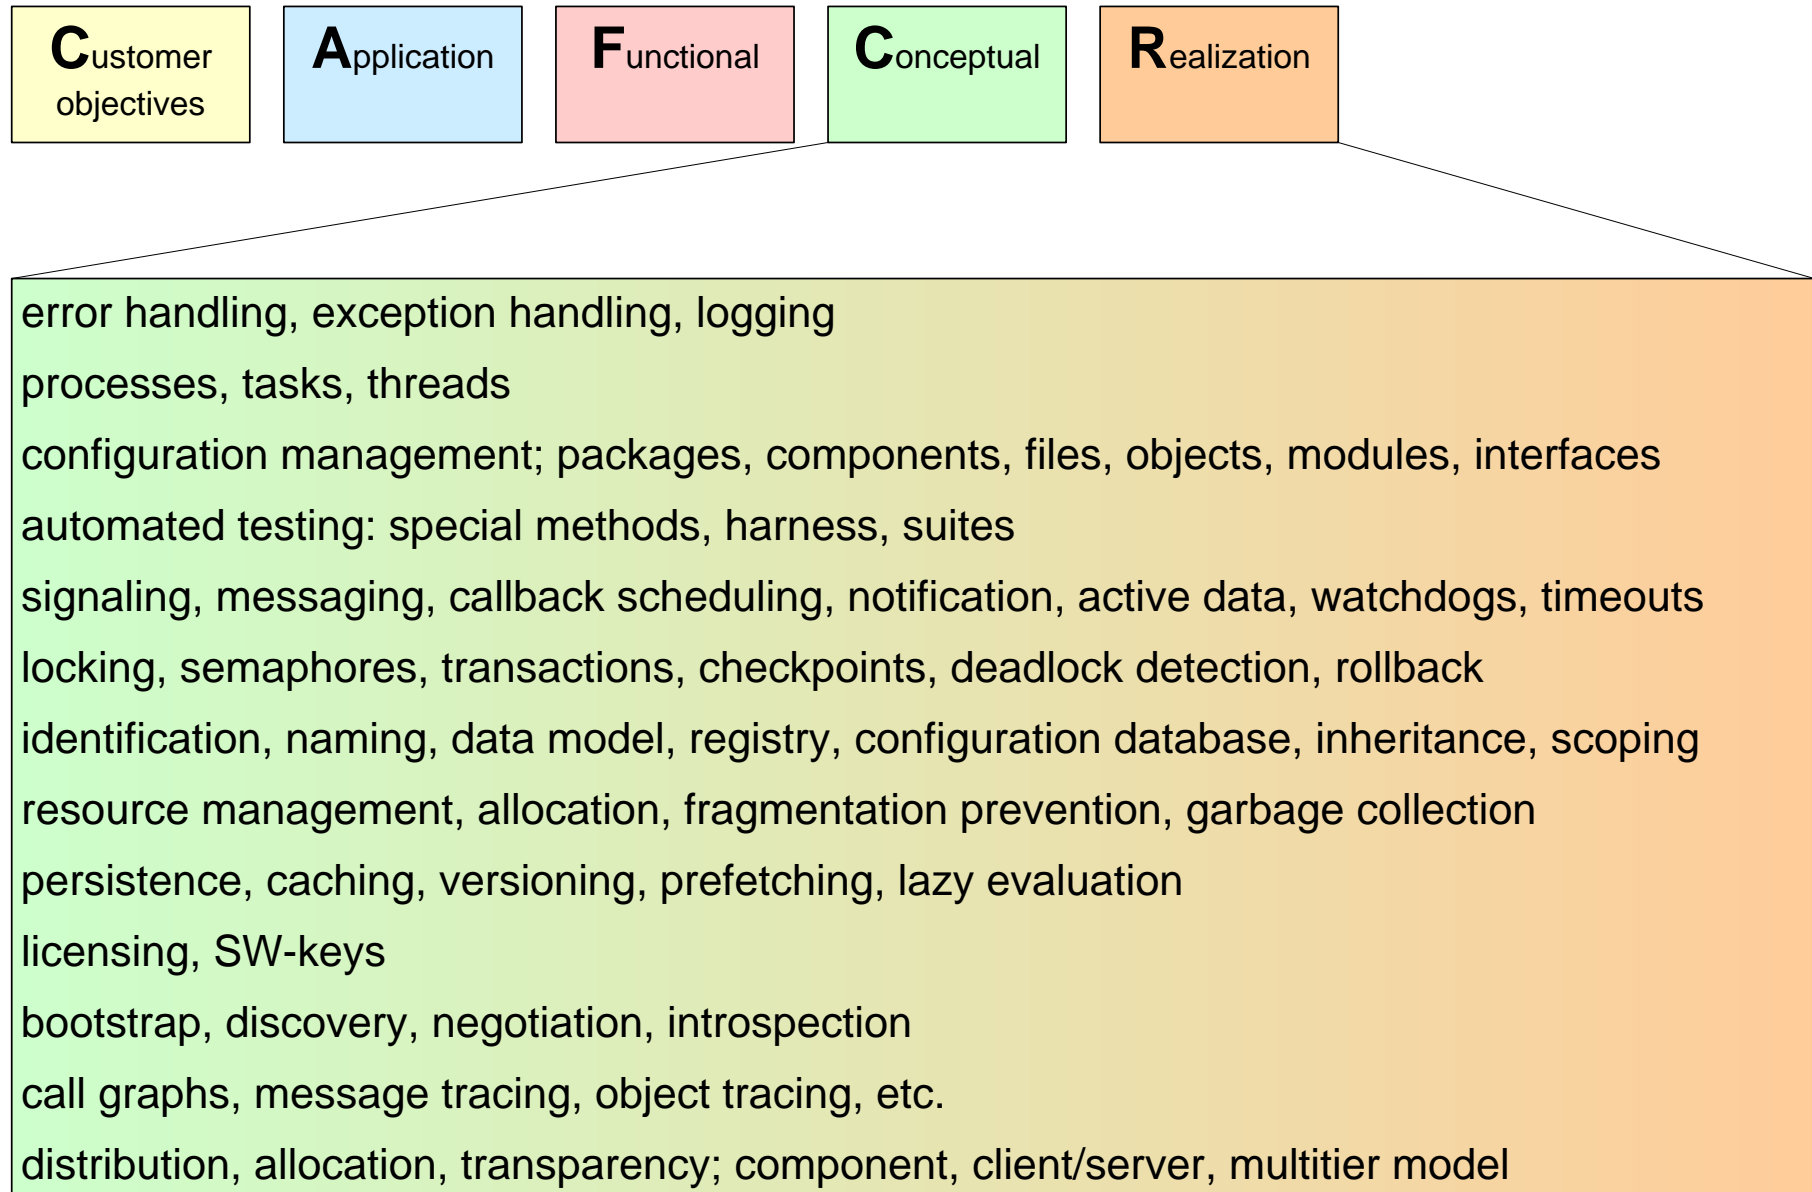 Customer
objectives
Application
Functional
Conceptual
Realization
error handling, exception handling, logging
processes, tasks, threads
configuration management; packages, components, files, objects, modules, interfaces
automated testing: special methods, harness, suites
signaling, messaging, callback scheduling, notification, active data, watchdogs, timeouts
locking, semaphores, transactions, checkpoints, deadlock detection, rollback
identification, naming, data model, registry, configuration database, inheritance, scoping
resource management, allocation, fragmentation prevention, garbage collection
persistence, caching, versioning, prefetching, lazy evaluation
licensing, SW-keys
bootstrap, discovery, negotiation, introspection
call graphs, message tracing, object tracing, etc.
distribution, allocation, transparency; component, client/server, multitier model